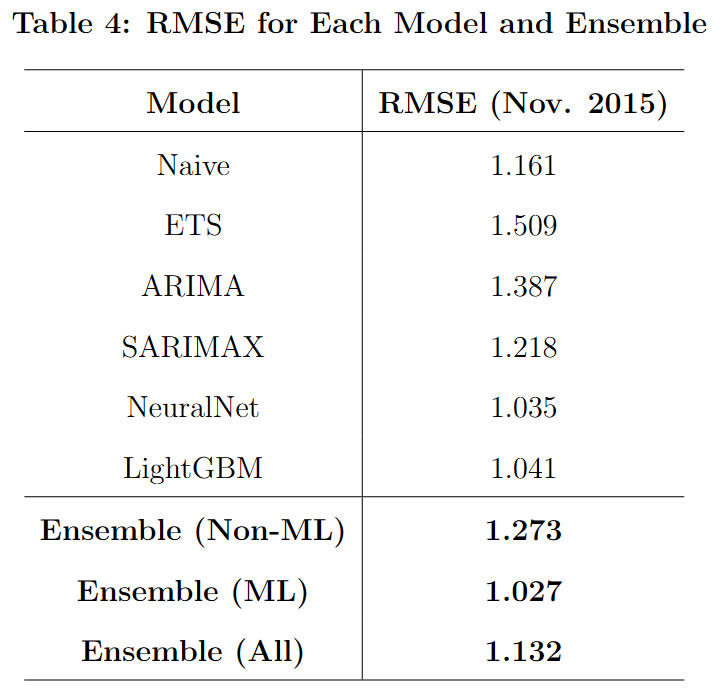 Table 4: RMSE for Each Model and Ensemble
Model RMSE (Nov. 2015)
Naive 1.161
ETS 1.509
ARIMA 1.387
SARIMAX 1.218
NeuralNet 1.035
LightGBM 1.041
Ensemble (Non-ML) 1.273
Ensemble (ML) 1.027
Ensemble (All) 1.132